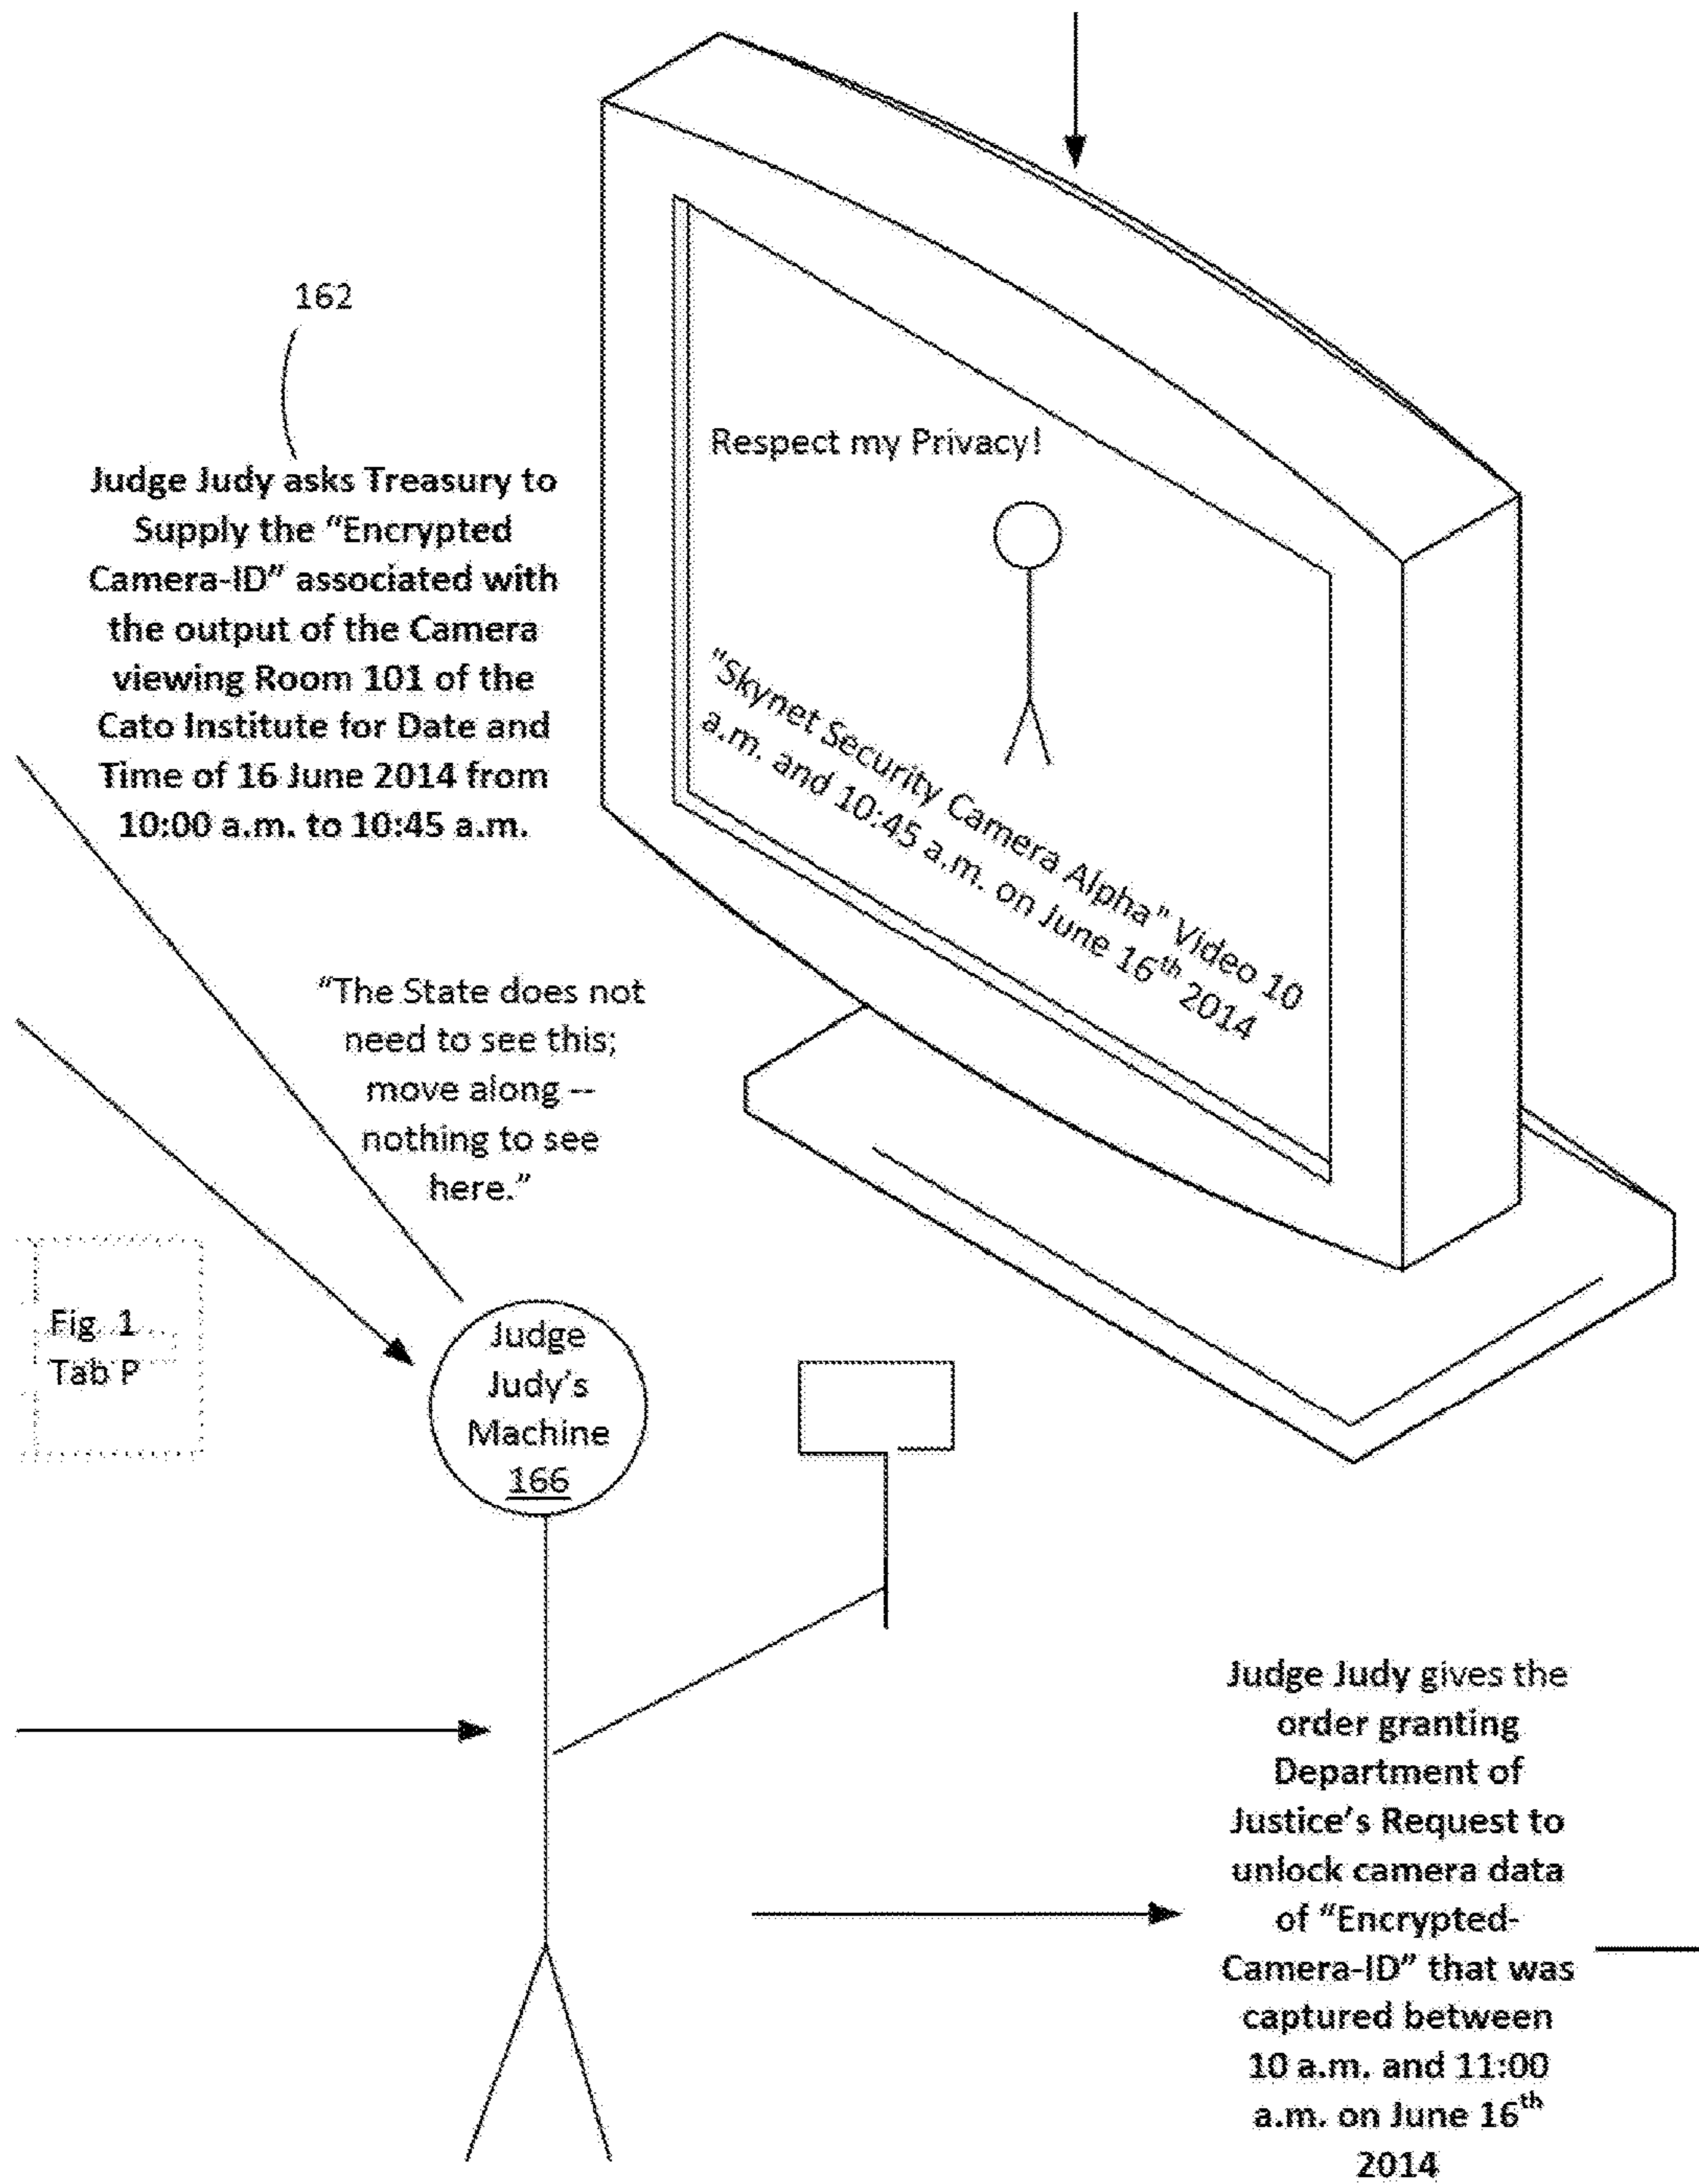 162
Judge Judy asks Treasury to
Supply the “Encrypted
Camera-ID” associated with
the output of the Camera
viewing Room 101 of the
Cato Institute for Date and
Time of 16 June 2014 from
10:00 a.m. to 10:45 a.m.
Respect my Privacy!
"Skynet Security Camera Alpha" Video 10
a.m. and 10:45 a.m. on June 16th 2014
“The State does not
need to see this;
move along --
nothing to see
here.”
Fig. 1
Tab P
Judge
Judy’s
Machine
166
Judge Judy gives the
order granting
Department of
Justice’s Request to
unlock camera data
of “Encrypted-
Camera-ID” that was
captured between
10 a.m. and 11:00
a.m. on June 16th
2014